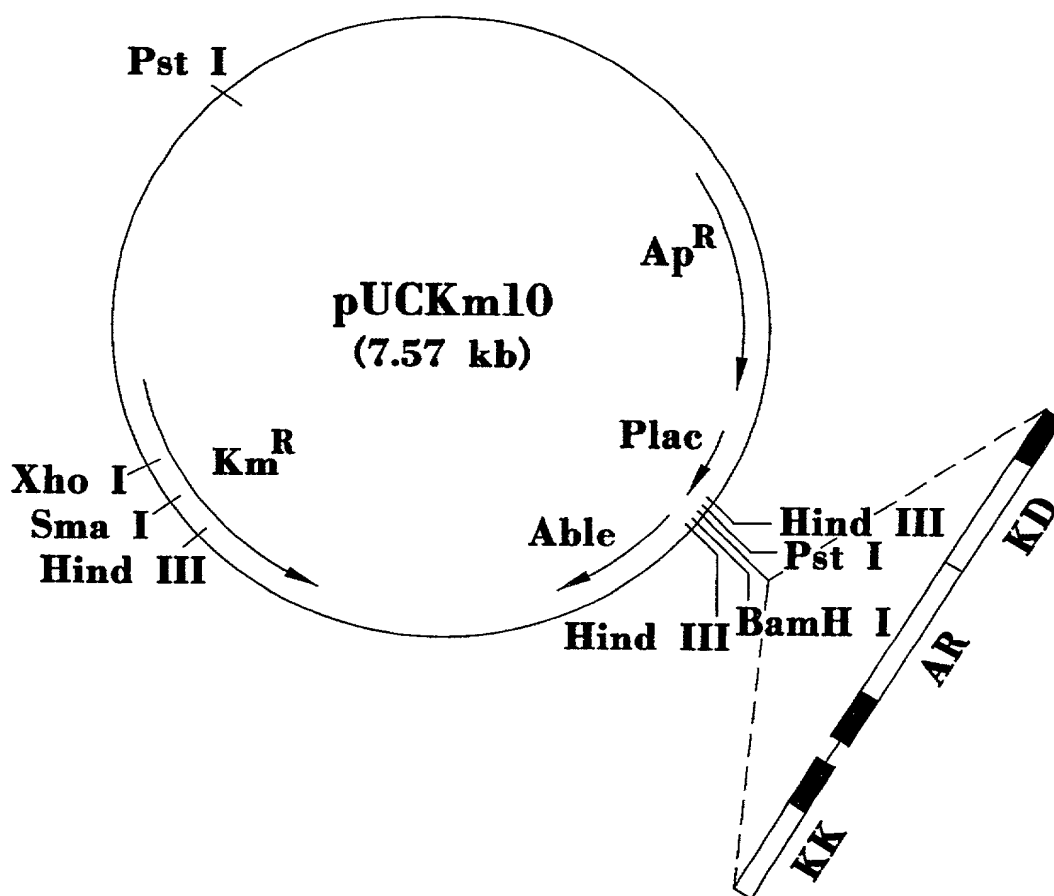 Pst I
Ap^R
pUCKm10
(7.57 kb)
Plac
Km^R
Xho I
Sma I
Hind III
Able
Hind III
Pst I
BamH I
Hind III
KD
AR
KK